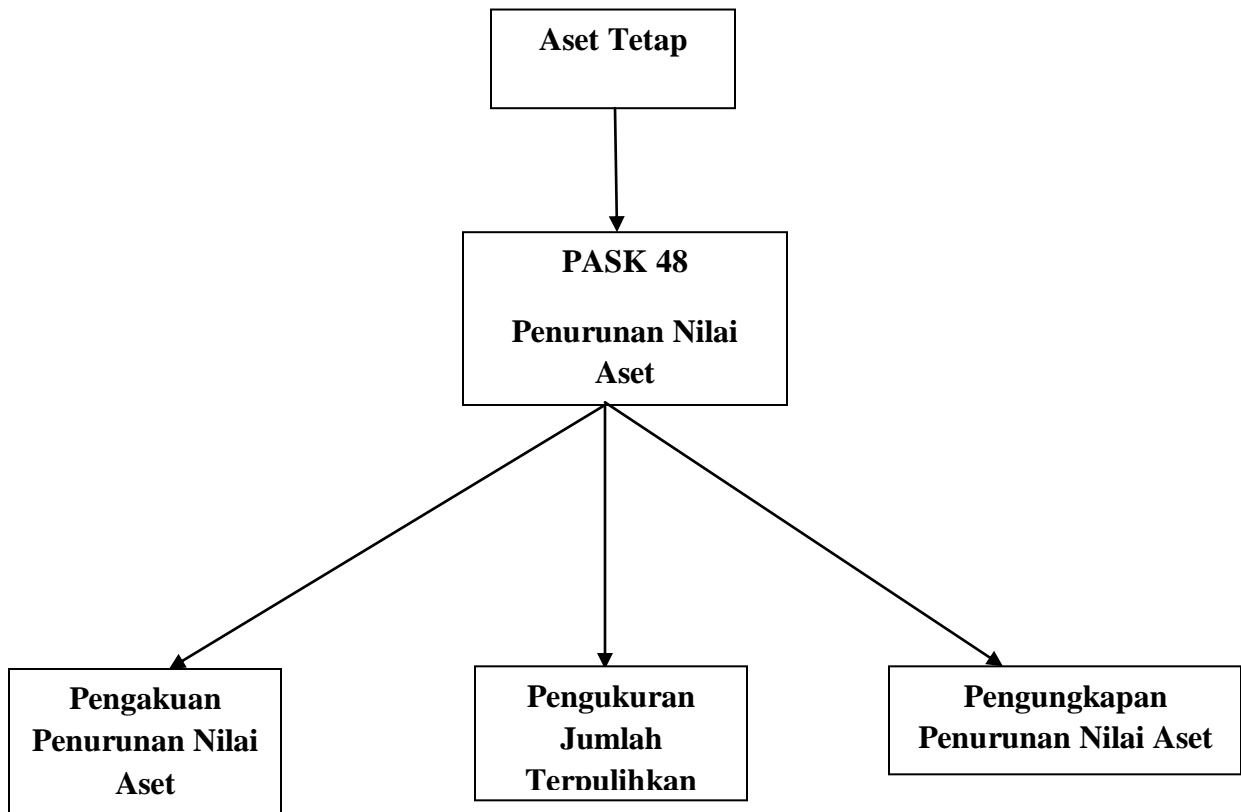 Aset Tetap
PASK 48
Penurunan Nilai
Aset
Pengakuan
Penurunan Nilai
Aset
Pengukuran
Jumlah
Terpulihkan
Pengungkapan
Penurunan Nilai Aset